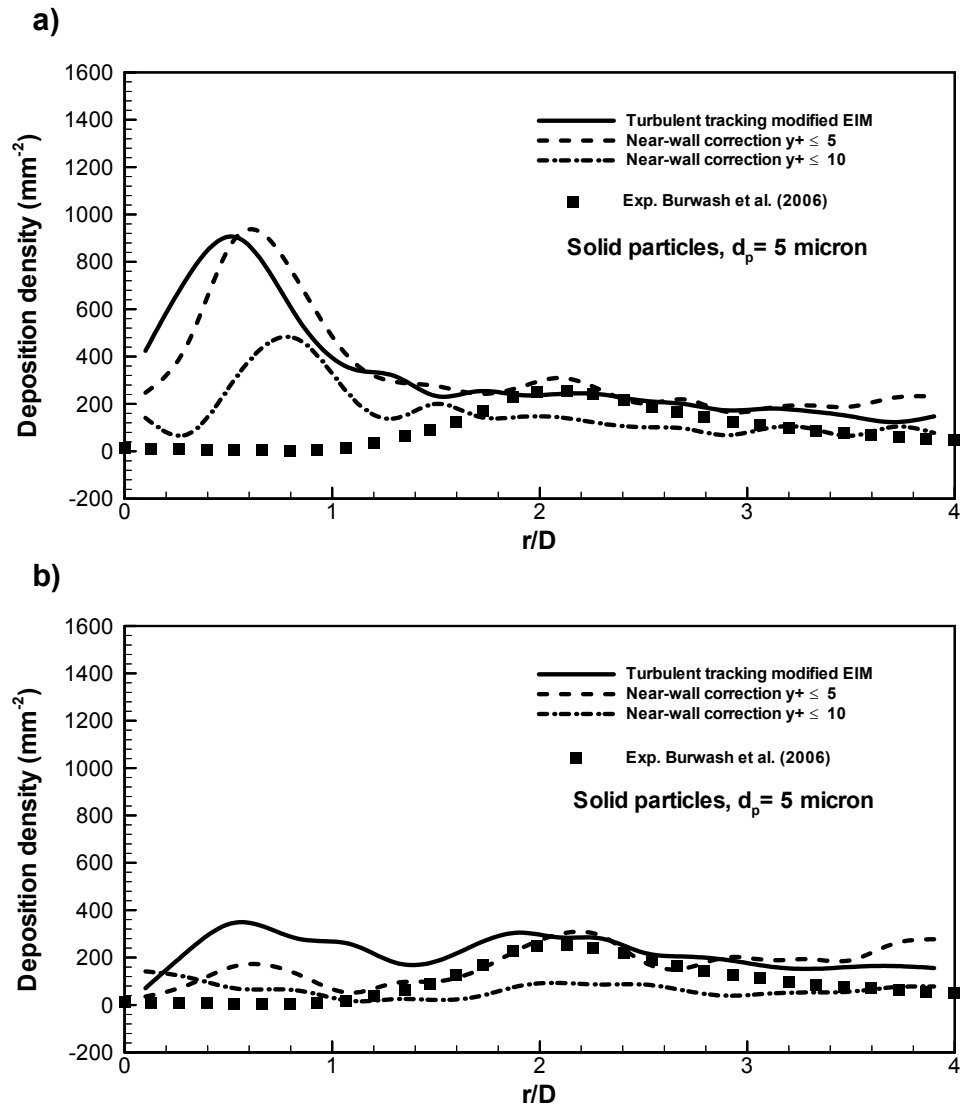 a)
1600
1400
1200
1000
800
600
400
200
0
-200
Deposition density (mm-2)
Turbulent tracking modified EIM
Near-wall correction y+ ≤ 5
Near-wall correction y+ ≤ 10
Exp. Burwash et al. (2006)
Solid particles, dp= 5 micron
0 1 2 3 4
r/D
b)
1600
1400
1200
1000
800
600
400
200
0
-200
Deposition density (mm-2)
Turbulent tracking modified EIM
Near-wall correction y+ ≤ 5
Near-wall correction y+ ≤ 10
Exp. Burwash et al. (2006)
Solid particles, dp= 5 micron
0 1 2 3 4
r/D